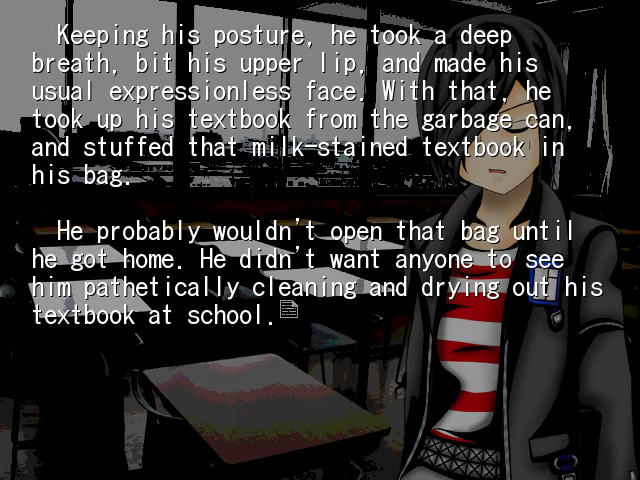 Keeping his posture, he took a deep
breath, bit his upper lip, and made his
usual expressionless face. With that, he
took up his textbook from the garbage can,
and stuffed that milk-stained textbook in
his bag.
He probably wouldn't open that bag until
he got home. He didn't want anyone to see
him pathetically cleaning and drying out his
textbook at school.